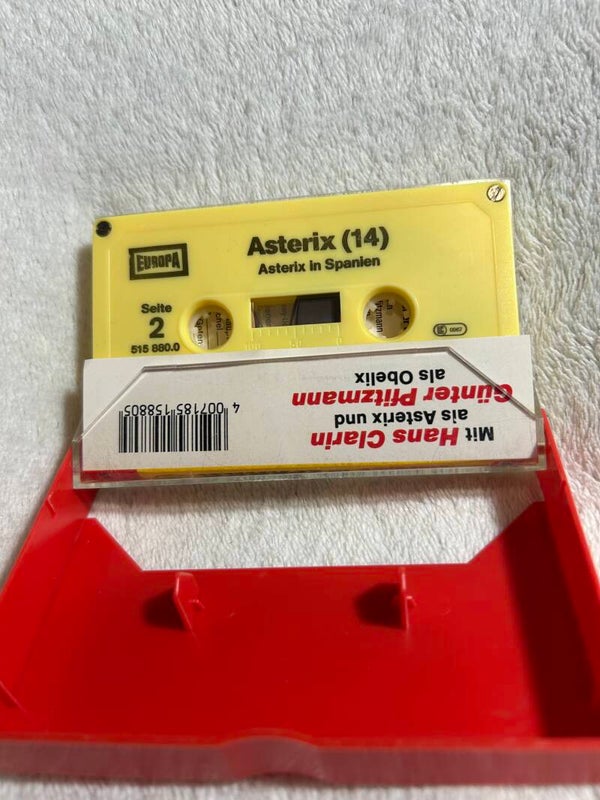 EUROPA
Asterix (14)
Asterix in Spanien
Seite
2
515 880.0
Mit Hans Clarin
als Asterix und
Günter Pfitzmann
als Obelix
4 007185 158805